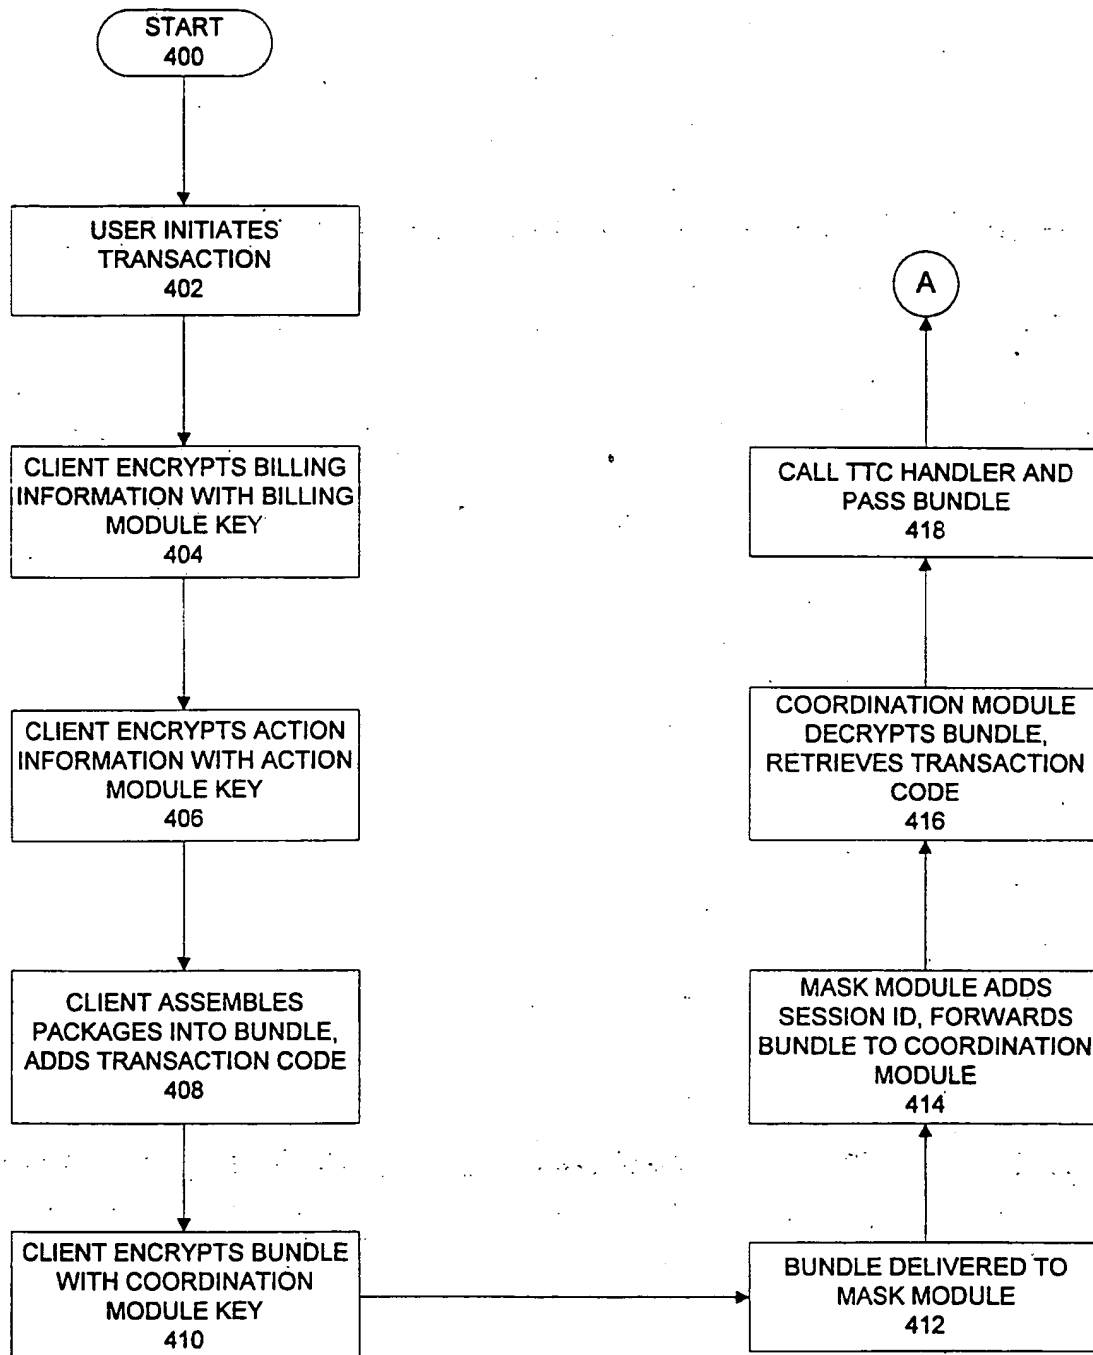 START
400
USER INITIATES
TRANSACTION
402
CLIENT ENCRYPTS BILLING
INFORMATION WITH BILLING
MODULE KEY
404
CLIENT ENCRYPTS ACTION
INFORMATION WITH ACTION
MODULE KEY
406
CLIENT ASSEMBLES
PACKAGES INTO BUNDLE,
ADDS TRANSACTION CODE
408
CLIENT ENCRYPTS BUNDLE
WITH COORDINATION
MODULE KEY
410
BUNDLE DELIVERED TO
MASK MODULE
412
MASK MODULE ADDS
SESSION ID, FORWARDS
BUNDLE TO COORDINATION
MODULE
414
COORDINATION MODULE
DECRYPTS BUNDLE,
RETRIEVES TRANSACTION
CODE
416
CALL TTC HANDLER AND
PASS BUNDLE
418
A